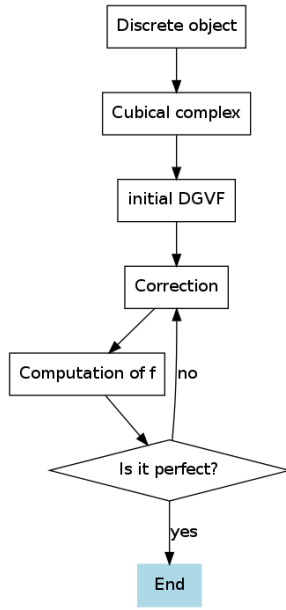 Discrete object
Cubical complex
initial DGVF
Correction
Computation of f
no
Is it perfect?
yes
End